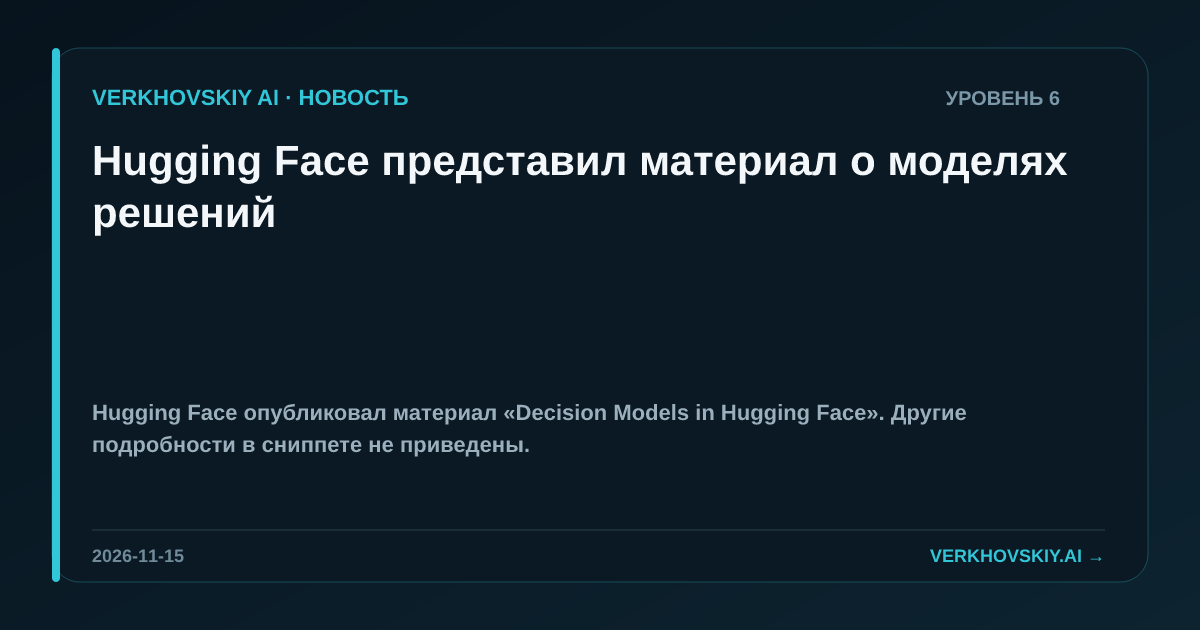 VERKHOVSKIY AI · НОВОСТЬ
УРОВЕНЬ 6
Hugging Face представил материал о моделях
решений
Hugging Face опубликовал материал «Decision Models in Hugging Face». Другие
подробности в сниппете не приведены.
2026-11-15
VERKHOVSKIY.AI →